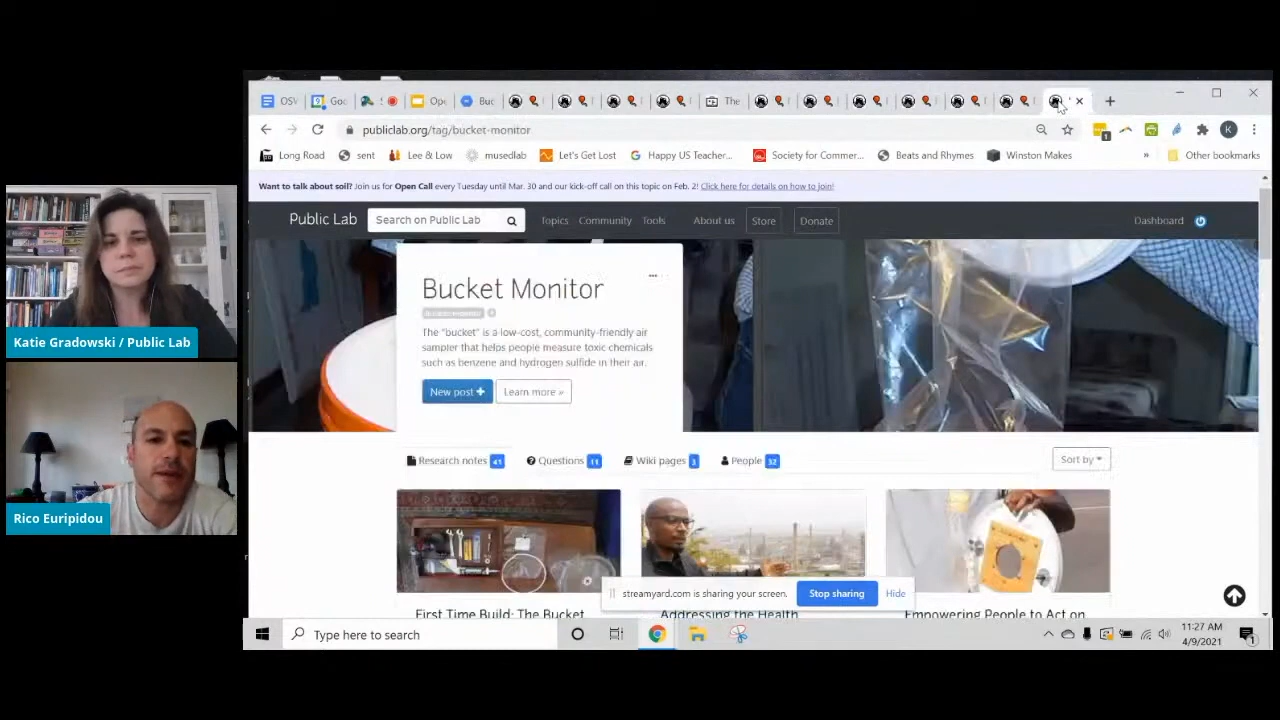 Katie Gradowski / Public Lab
Rico Euripidou
OSV
Goo
S
Ope
Buc
The
publiclab.org/tag/bucket-monitor
Long Road
sent
Lee & Low
musedlab
Let's Get Lost
Happy US Teacher...
Society for Commer...
Beats and Rhymes
Winston Makes
»
Other bookmarks
Want to talk about soil? Join us for Open Call every Tuesday until Mar. 30 and our kick-off call on this topic on Feb. 2! Click here for details on how to join!
Public Lab
Search on Public Lab
Topics
Community
Tools
About us
Store
Donate
Dashboard
Bucket Monitor
The "bucket" is a low-cost, community-friendly air
sampler that helps people measure toxic chemicals
such as benzene and hydrogen sulfide in their air.
New post +
Learn more »
Research notes 41
Questions 11
Wiki pages 3
People 32
Sort by
First Time Build: The Bucket
Addressing the Health
Empowering People to Act on
streamyard.com is sharing your screen.
Stop sharing
Hide
Type here to search
11:27 AM
4/9/2021